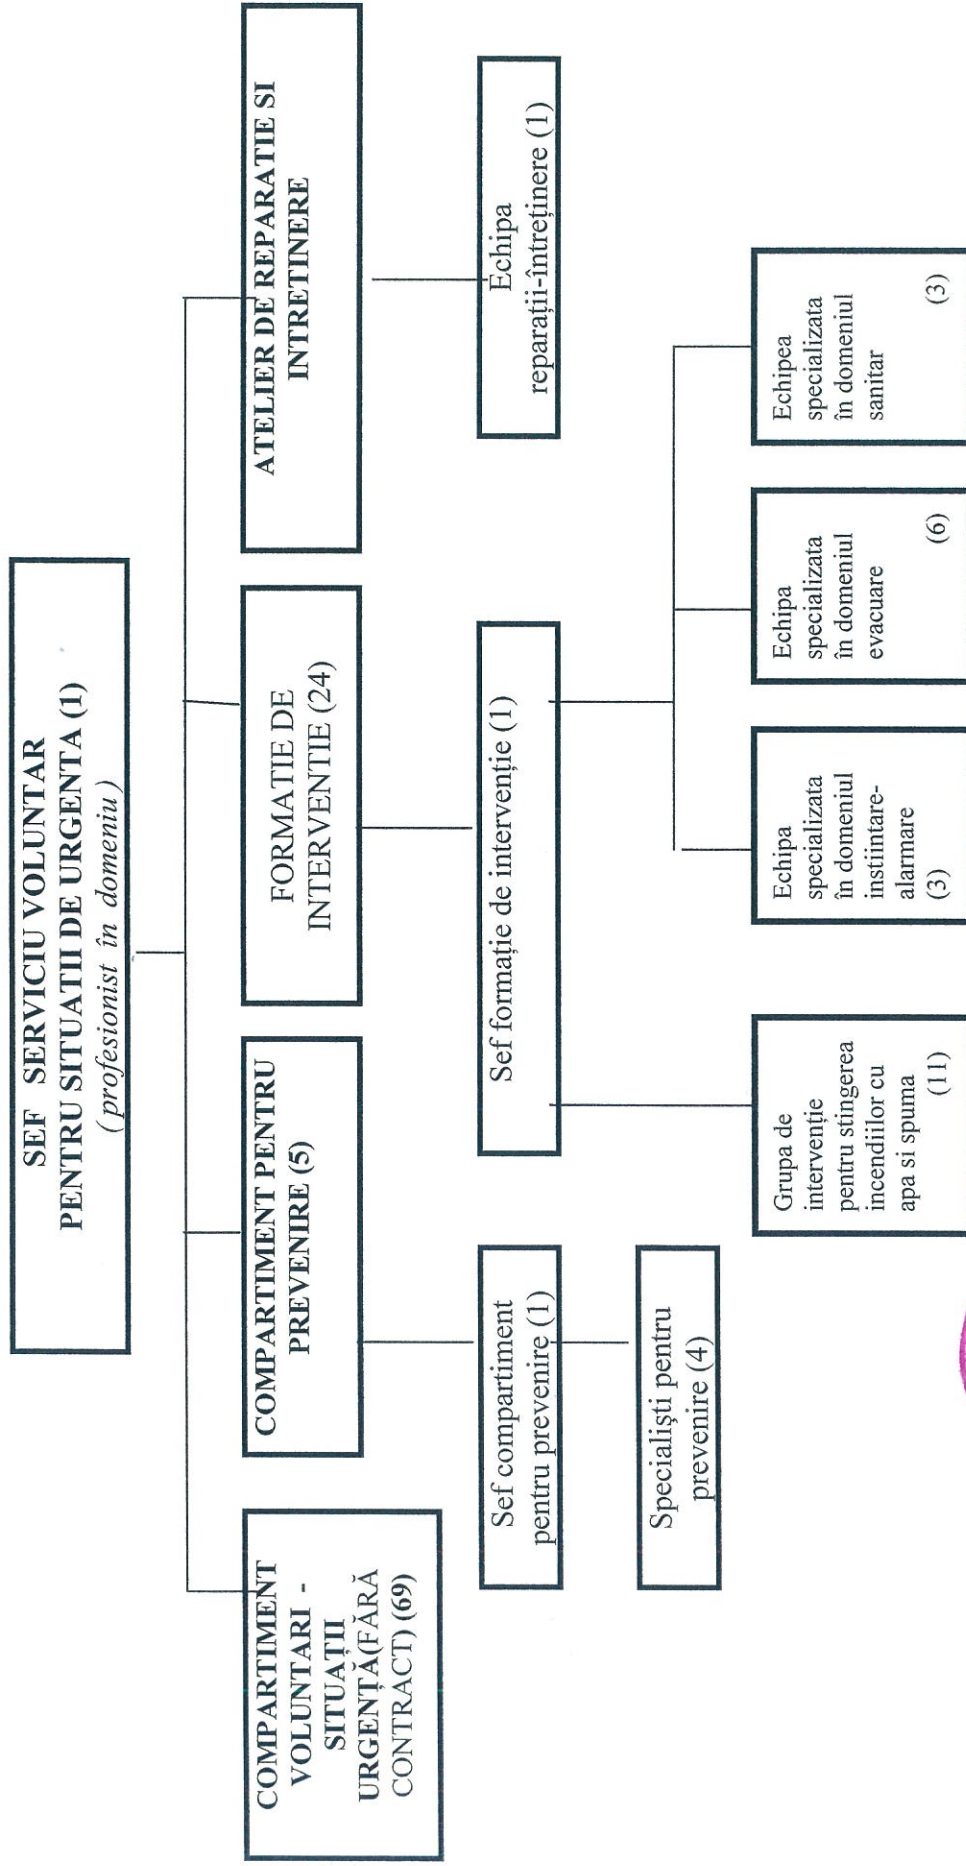 SEF SERVICIU VOLUNTAR
PENTRU SITUATII DE URGENTA (1)
( profesionist în domeniu )
COMPARTIMENT
VOLUNTARI -
SITUAȚII
URGENȚĂ(FĂRĂ
CONTRACT) (69)
COMPARTIMENT PENTRU
PREVENIRE (5)
FORMATIE DE
INTERVENTIE (24)
ATELIER DE REPARATIE SI
INTRETINERE
Sef compartiment
pentru prevenire (1)
Sef formație de intervenție (1)
Echipa
reparații-întreținere (1)
Specialiști pentru
prevenire (4)
Grupa de
intervenție
pentru stingerea
incendiilor cu
apa si spuma
(11)
Echipa
specializata
în domeniul
instiintare-
alarmare
(3)
Echipa
specializata
în domeniul
evacuare
(6)
Echipea
specializata
în domeniul
sanitar
(3)